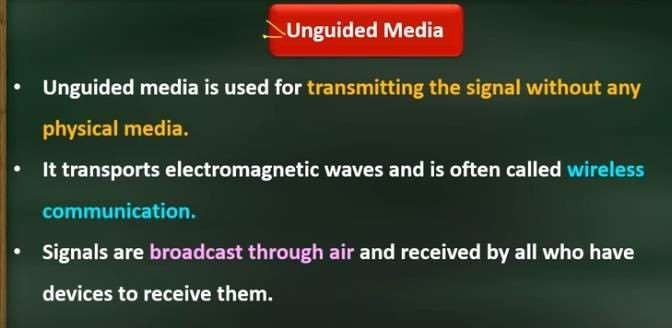 Unguided Media
• Unguided media is used for transmitting the signal without any
physical media.
• It transports electromagnetic waves and is often called wireless
communication.
• Signals are broadcast through air and received by all who have
devices to receive them.